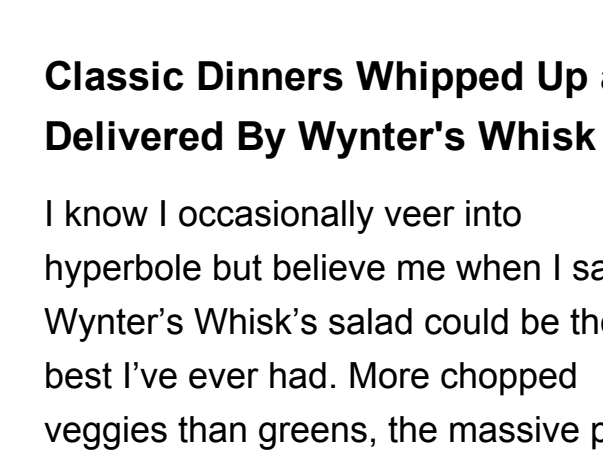 Classic Dinners Whipped Up
Delivered By Wynter's Whisk
I know I occasionally veer into
hyperbole but believe me when I
Wynter’s Whisk’s salad could be
best I’ve ever had. More chopped
veggies than greens, the massive